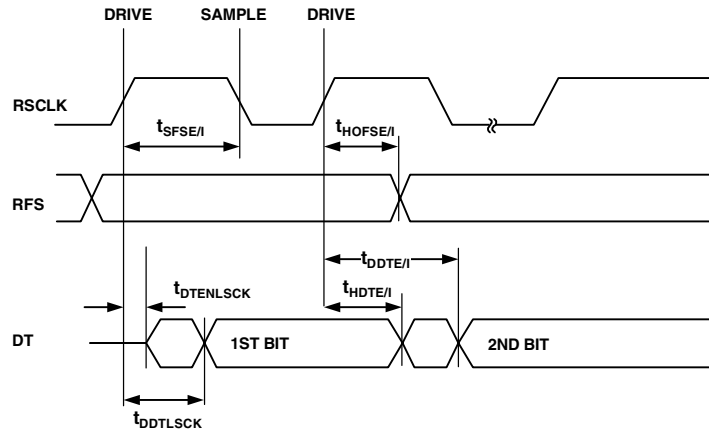 DRIVE SAMPLE DRIVE
RSCLK
tSFSE/I tHOFSE/I
RFS
tDDTE/I
tDTENLSCK tHDTE/I
DT 1ST BIT 2ND BIT
tDDTLSCK